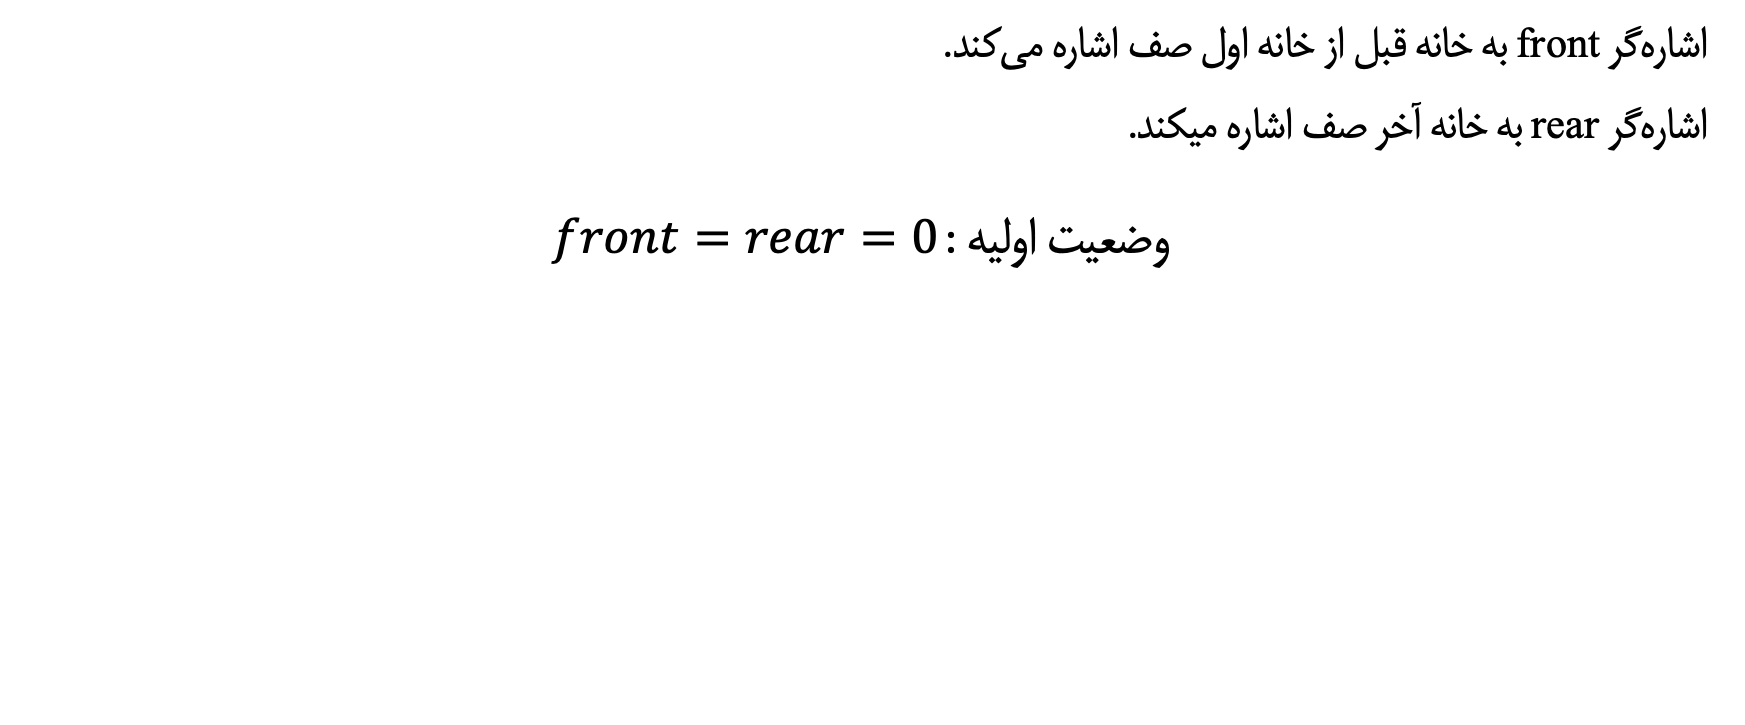 اشاره‌گر front به خانه قبل از خانه اول صف اشاره می‌کند.
اشاره‌گر rear به خانه آخر صف اشاره میکند.
وضعیت اولیه : front = rear = 0